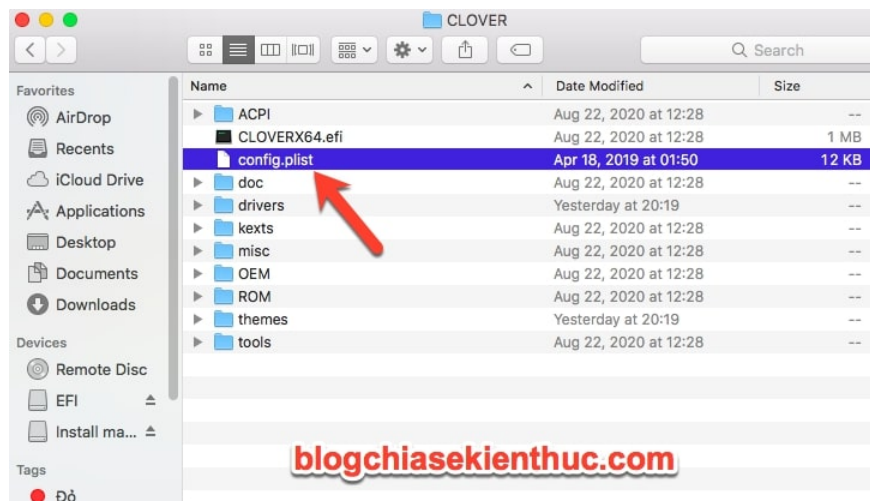 CLOVER
Search
Favorites
AirDrop
Recents
iCloud Drive
Applications
Desktop
Documents
Downloads
Devices
Remote Disc
EFI
Install ma...
Tags
Đỏ
Name Date Modified Size
ACPI Aug 22, 2020 at 12:28 --
CLOVERX64.efi Aug 22, 2020 at 12:28 1 MB
config.plist Apr 18, 2019 at 01:50 12 KB
doc Aug 22, 2020 at 12:28 --
drivers Yesterday at 20:19 --
kexts Aug 22, 2020 at 12:28 --
misc Aug 22, 2020 at 12:28 --
OEM Aug 22, 2020 at 12:28 --
ROM Aug 22, 2020 at 12:28 --
themes Yesterday at 20:19 --
tools Aug 22, 2020 at 12:28 --
blogchiasekienthuc.com